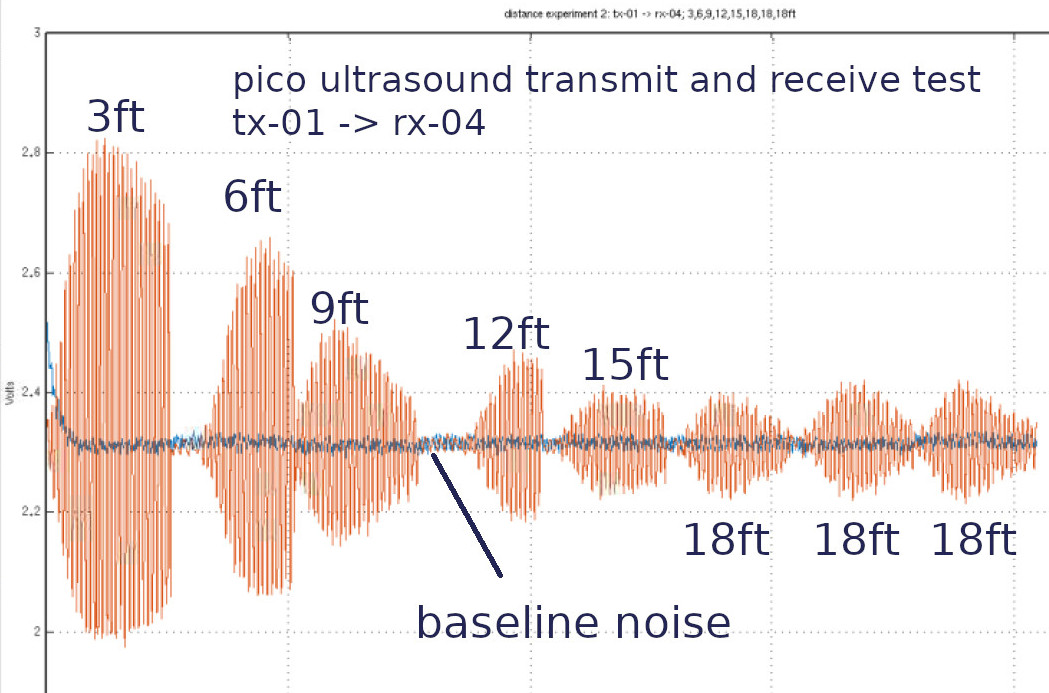 distance experiment 2: tx-01 -> rx-04; 3,6,9,12,15,18,18,18ft
3
pico ultrasound transmit and receive test
3ft
tx-01 -> rx-04
2.8
6ft
2.6
9ft
12ft
15ft
2.4
Volts
2.2
18ft 18ft 18ft
baseline noise
2